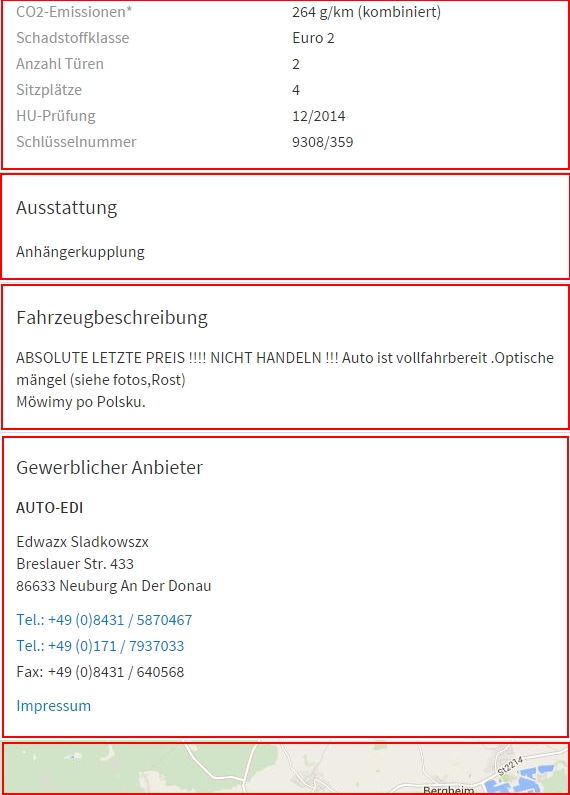 CO2-Emissionen* 264 g/km (kombiniert)
Schadstoffklasse Euro 2
Anzahl Türen 2
Sitzplätze 4
HU-Prüfung 12/2014
Schlüsselnummer 9308/359
Ausstattung
Anhängerkupplung
Fahrzeugbeschreibung
ABSOLUTE LETZTE PREIS !!!! NICHT HANDELN !!! Auto ist vollfahrbereit .Optische
mängel (siehe fotos,Rost)
Möwimy po Polsku.
Gewerblicher Anbieter
AUTO-EDI
Edwazx Sladkowszx
Breslauer Str. 433
86633 Neuburg An Der Donau
Tel.: +49 (0)8431 / 5870467
Tel.: +49 (0)171 / 7937033
Fax: +49 (0)8431 / 640568
Impressum
St2214
Bergheim